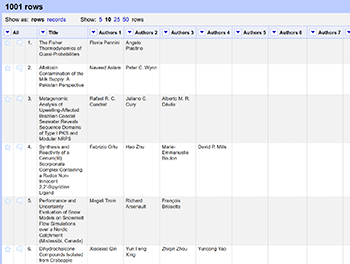 1001 rows
Show as: rows records Show: 5 10 25 50 rows
All Title Authors 1 Authors 2 Authors 3 Authors 4 Authors 5 Authors 6 Authors 7
1. The Fisher Flavia Pennini Angelo
Thermodynamics of Plastino
Quasi-Probabilities
2. Aflatoxin Naveed Aslam Peter C. Wynn
Contamination of the
Milk Supply: A
Pakistan Perspective
3. Metagenomic Rafael R. C. Juliano C. Alberto M. R.
Analysis of Cuadrat Cury Dávila
Upwelling-Affected
Brazilian Coastal
Seawater Reveals
Sequence Domains
of Type I PKS and
Modular NRPS
4. Synthesis and Fabrizio Ortu Hao Zhu Marie- David P. Mills
Reactivity of a Emmanuelle
Cerium(III) Boulon
Scorpionate
Complex Containing
a Redox Non-
Innocent
2,2′-Bipyridine
Ligand
5. Performance and Magali Troin Richard François
Uncertainty Arsenault Brissette
Evaluation of Snow
Models on Snowmelt
Flow Simulations
over a Nordic
Catchment
(Mistassibi, Canada)
6. Dihydrochalcone Xiaoxiao Qin Yun Feng Zhiqin Zhou Yuncong Yao
Compounds Isolated King
from Crabapple